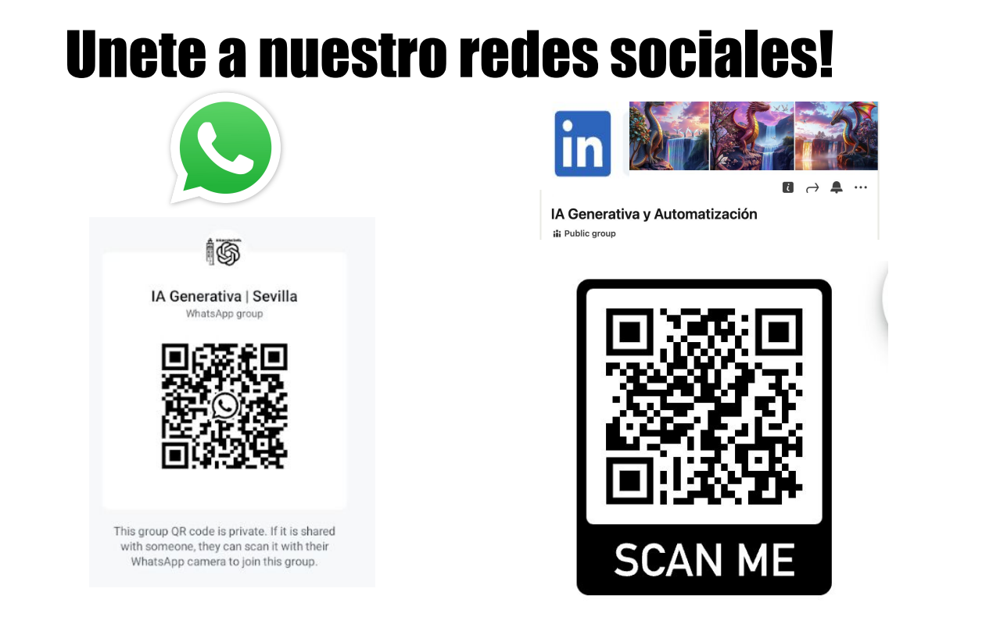 Unete a nuestro redes sociales!
IA Generativa | Sevilla
WhatsApp group
This group QR code is private. If it is shared
with someone, they can scan it with their
WhatsApp camera to join this group.
in
IA Generativa y Automatización
Public group
SCAN ME